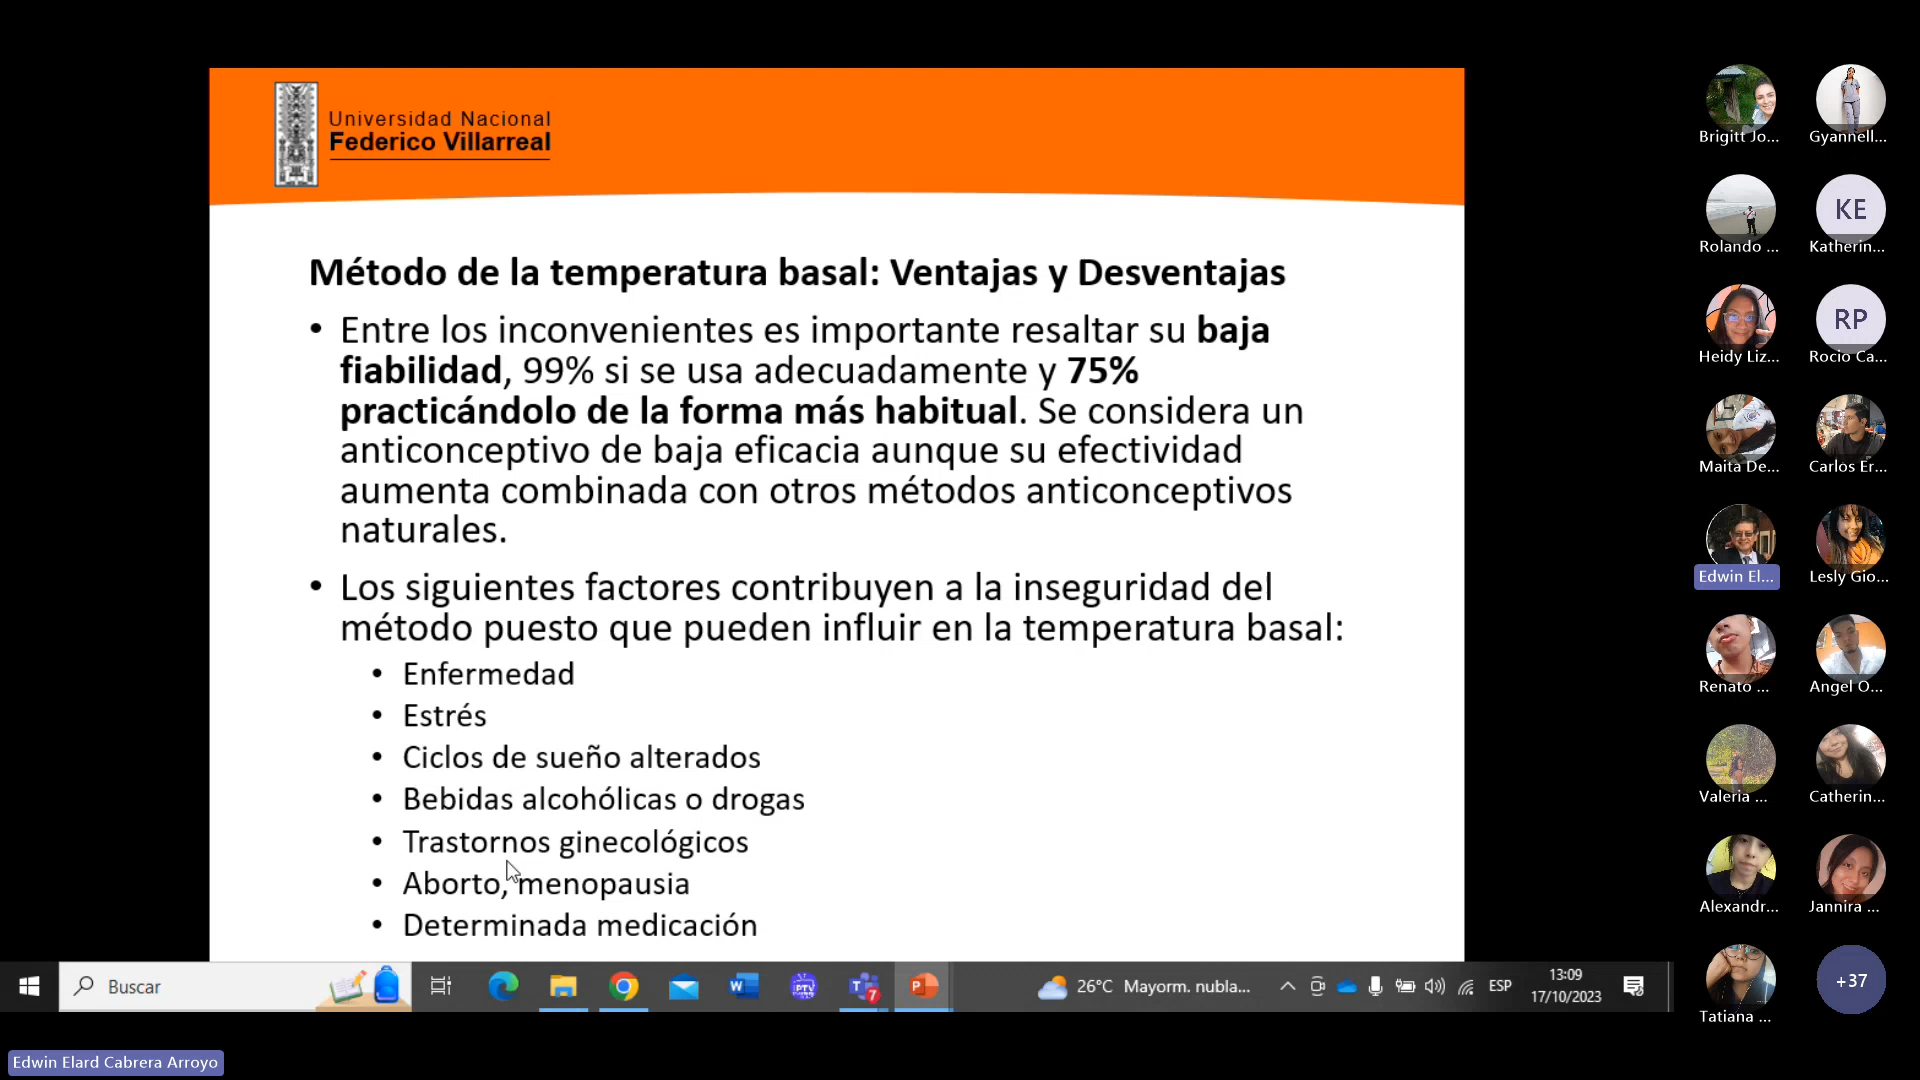 Universidad Nacional
Federico Villarreal
Método de la temperatura basal: Ventajas y Desventajas
• Entre los inconvenientes es importante resaltar su baja
fiabilidad, 99% si se usa adecuadamente y 75%
practicándolo de la forma más habitual. Se considera un
anticonceptivo de baja eficacia aunque su efectividad
aumenta combinada con otros métodos anticonceptivos
naturales.
• Los siguientes factores contribuyen a la inseguridad del
método puesto que pueden influir en la temperatura basal:
• Enfermedad
• Estrés
• Ciclos de sueño alterados
• Bebidas alcohólicas o drogas
• Trastornos ginecológicos
• Aborto, menopausia
• Determinada medicación
Brigitt Jo...
Gyannell...
Rolando ...
KE
Katherin...
Heidy Liz...
RP
Rocio Ca...
Maita De...
Carlos Er...
Edwin El...
Lesly Gio...
Renato ...
Angel O...
Valeria ...
Catherin...
Alexandr...
Jannira ...
Tatiana ...
+37
Buscar
W
IPTV
T
7
P
26°C Mayorm. nubla...
ESP
13:09
17/10/2023
Edwin Elard Cabrera Arroyo